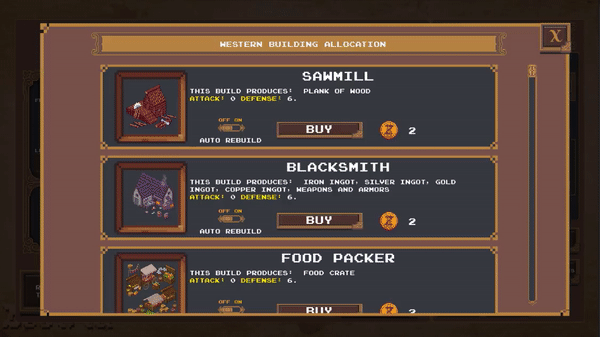 WESTERN BUILDING ALLOCATION
X
SAWMILL
THIS BUILD PRODUCES: PLANK OF WOOD
ATTACK: 0 DEFENSE: 6.
OFF ON
AUTO REBUILD
BUY
2
BLACKSMITH
THIS BUILD PRODUCES: IRON INGOT, SILVER INGOT, GOLD
INGOT, COPPER INGOT, WEAPONS AND ARMORS
ATTACK: 0 DEFENSE: 6.
OFF ON
AUTO REBUILD
BUY
2
FOOD PACKER
THIS BUILD PRODUCES: FOOD CRATE
ATTACK: 0 DEFENSE: 6.
OFF ON
BUY